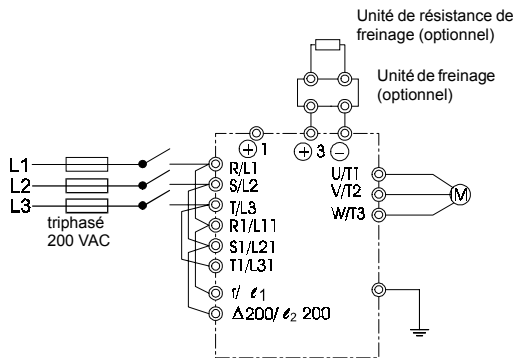 Unité de résistance de
freinage (optionnel)
Unité de freinage
(optionnel)
⊕ 1
⊕ 3 ⊖
L1
L2
L3
triphasé
200 VAC
R/L1
S/L2
T/L3
R1/L11
S1/L21
T1/L31
r/ ℓ1
Δ200/ ℓ2 200
U/T1
V/T2
W/T3
M